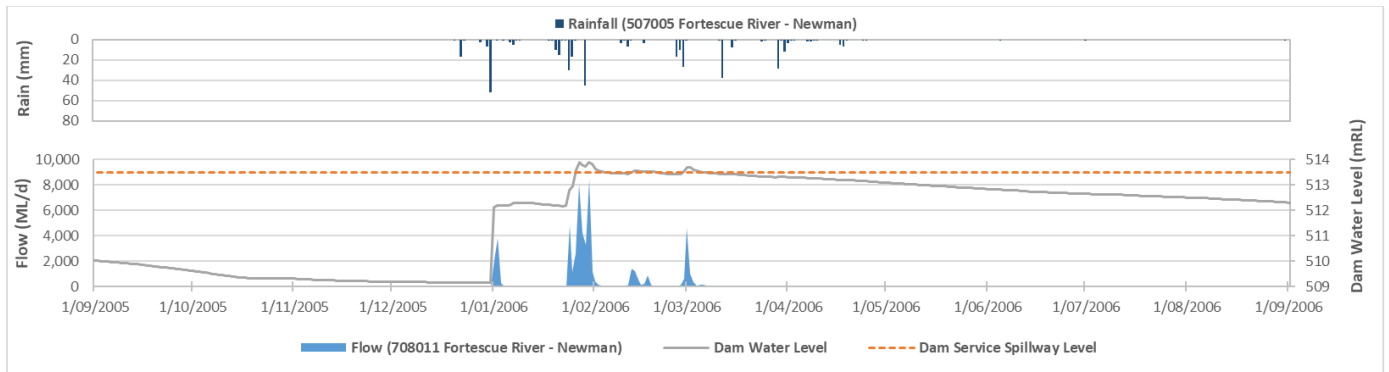 Rainfall (507005 Fortescue River - Newman)
Rain (mm)
0
20
40
60
80
Flow (ML/d)
10,000
8,000
6,000
4,000
2,000
0
Dam Water Level (mRL)
514
513
512
511
510
509
1/09/2005 1/10/2005 1/11/2005 1/12/2005 1/01/2006 1/02/2006 1/03/2006 1/04/2006 1/05/2006 1/06/2006 1/07/2006 1/08/2006 1/09/2006
Flow (708011 Fortescue River - Newman) Dam Water Level Dam Service Spillway Level